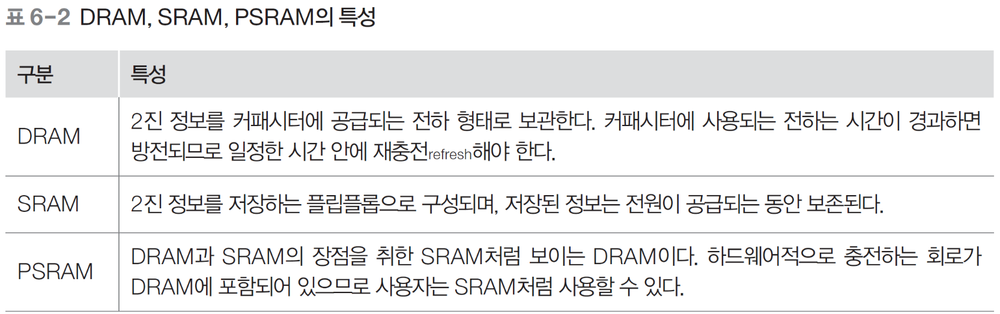 표 6-2 DRAM, SRAM, PSRAM의 특성
구분 특성
DRAM
2진 정보를 커패시터에 공급되는 전하 형태로 보관한다. 커패시터에 사용되는 전하는 시간이 경과하면
방전되므로 일정한 시간 안에 재충전refresh해야 한다.
SRAM
2진 정보를 저장하는 플립플롭으로 구성되며, 저장된 정보는 전원이 공급되는 동안 보존된다.
PSRAM
DRAM과 SRAM의 장점을 취한 SRAM처럼 보이는 DRAM이다. 하드웨어적으로 충전하는 회로가
DRAM에 포함되어 있으므로 사용자는 SRAM처럼 사용할 수 있다.